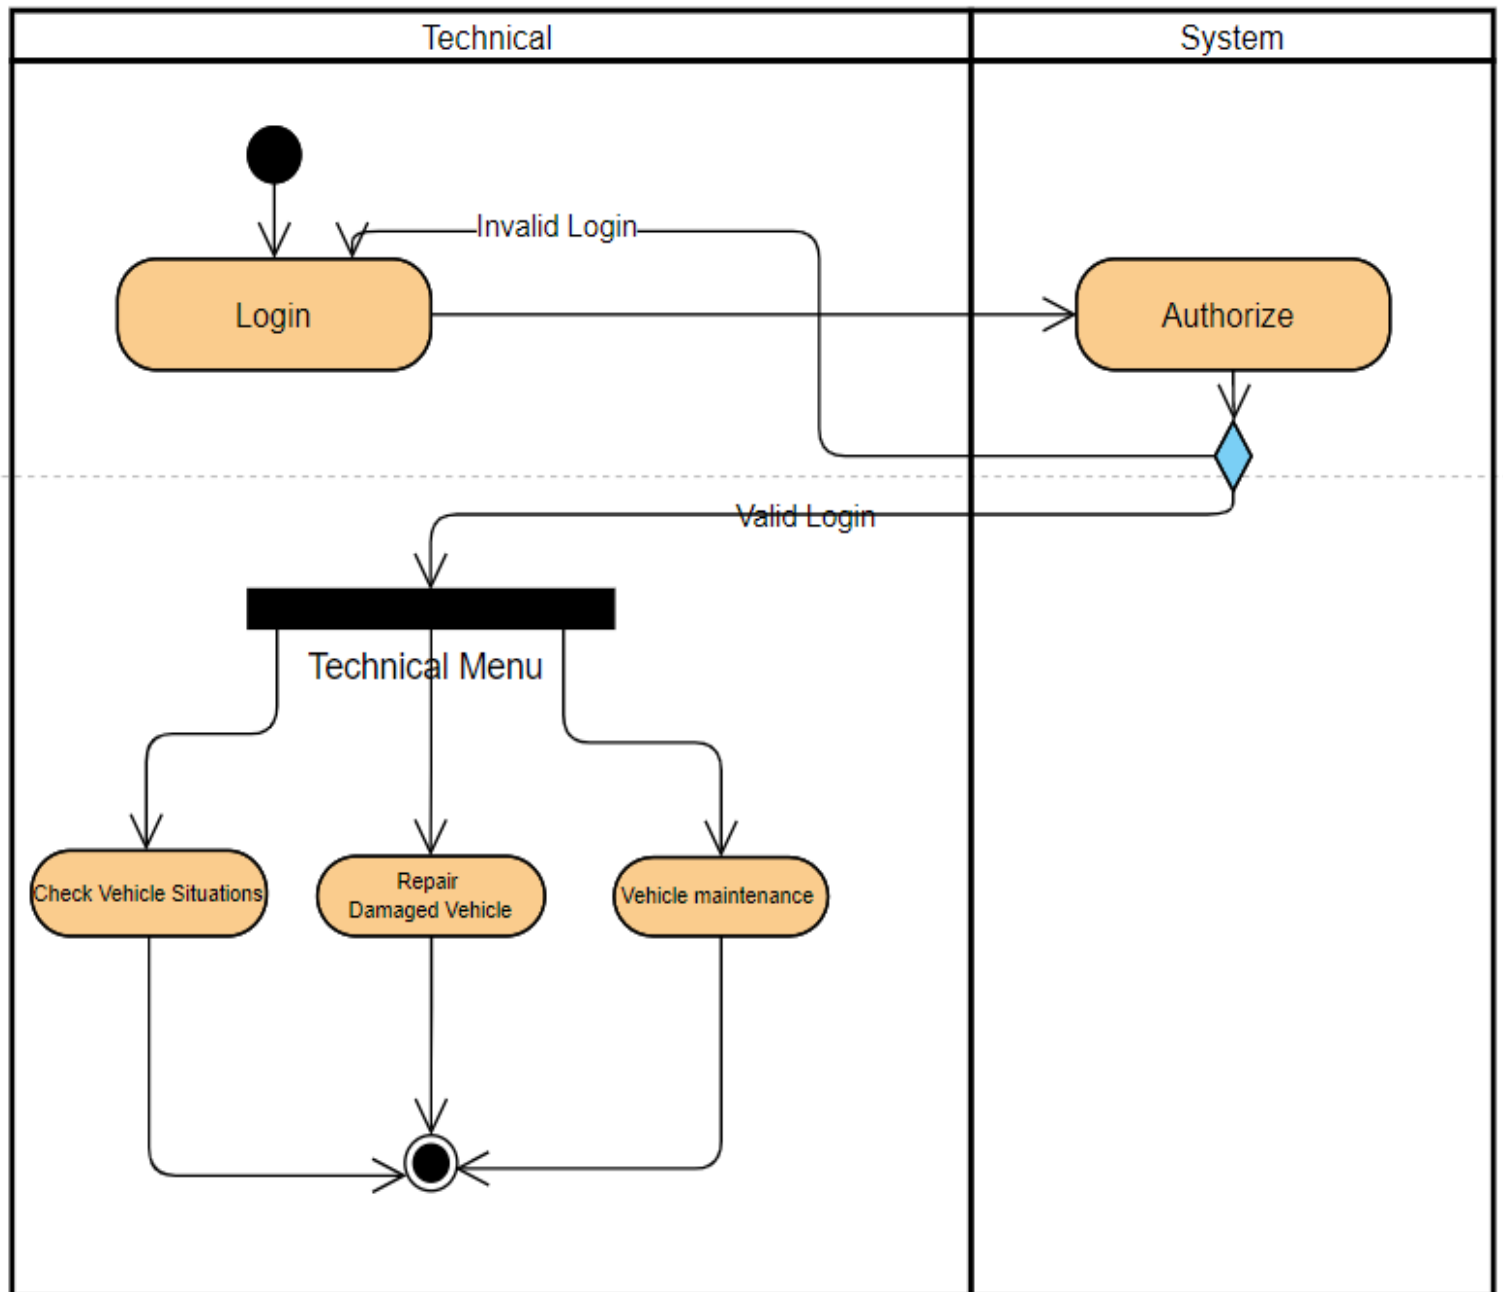 Technical
System
Invalid Login
Login
Authorize
Valid Login
Technical Menu
Check Vehicle Situations
Repair
Damaged Vehicle
Vehicle maintenance